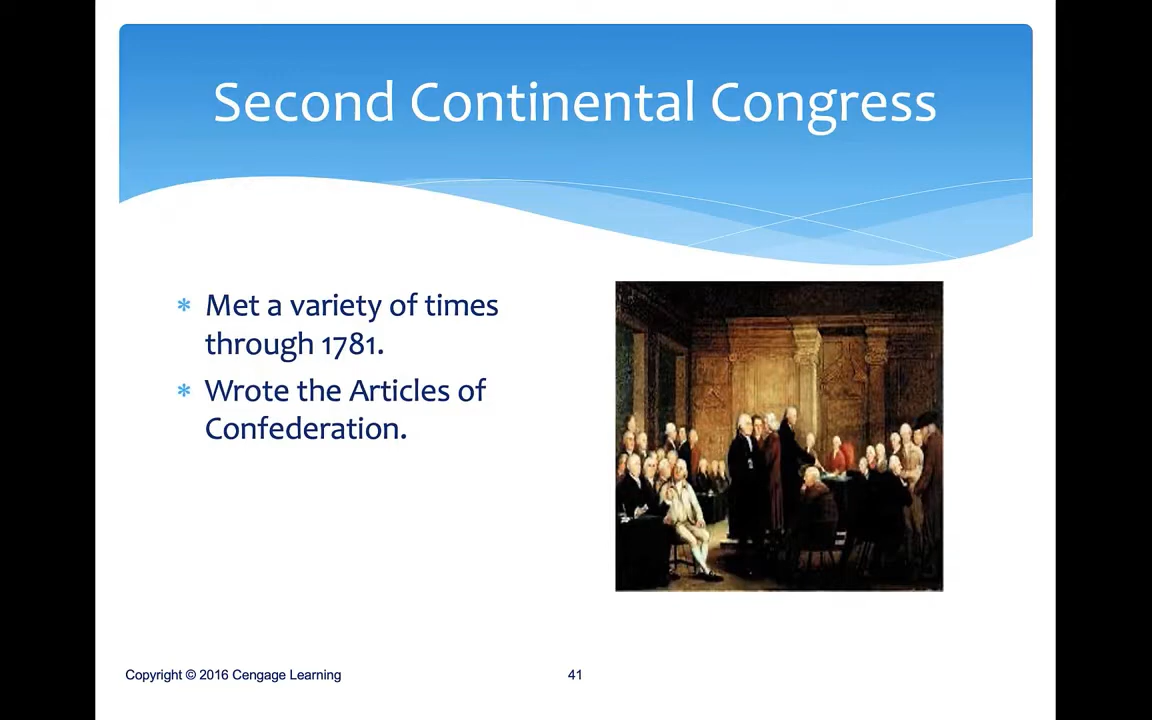 Second Continental Congress
* Met a variety of times
through 1781.
* Wrote the Articles of
Confederation.
Copyright © 2016 Cengage Learning
41